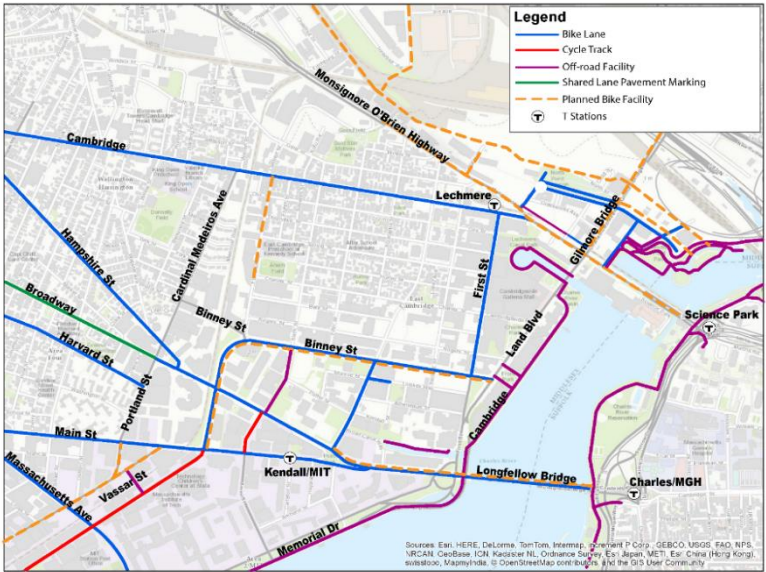 Legend
Bike Lane
Cycle Track
Off-road Facility
Shared Lane Pavement Marking
Planned Bike Facility
T Stations
T
Monsignore O'Brien Highway
Cambridge
Lechmere
T
Cardinal Medeiros Ave
Gilmore Bridge
Hampshire St
First St
Broadway
Binney St
Land Blvd
Science Park
T
Harvard St
Binney St
Portland St
Cambridge
Main St
Kendall/MIT
T
Longfellow Bridge
Charles/MGH
T
Vassar St
Massachusetts Ave
Memorial Dr
Sources: Esri, HERE, DeLorme, TomTom, Intermap, increment P Corp., GEBCO, USGS, FAO, NPS,
NRCAN, GeoBase, IGN, Kadaster NL, Ordnance Survey, Esri Japan, METI, Esri China (Hong Kong),
swisstopo, MapmyIndia, © OpenStreetMap contributors, and the GIS User Community